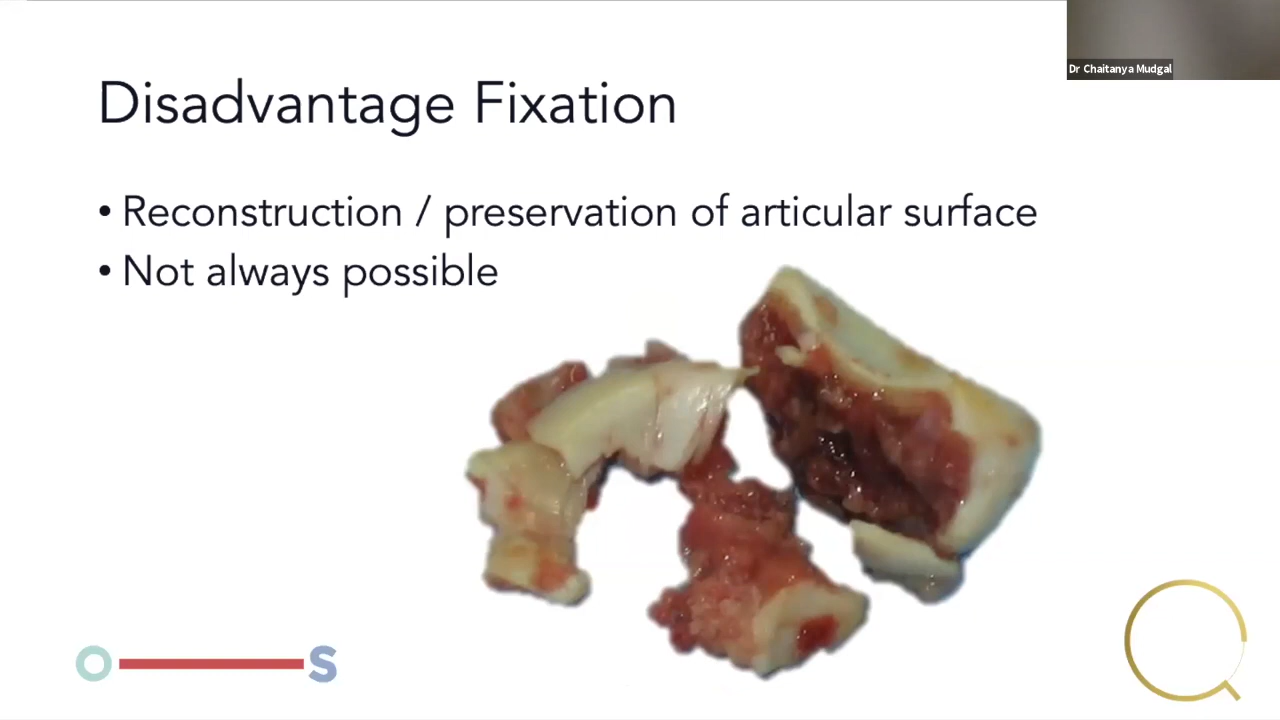 Dr Chaitanya Mudgal
Disadvantage Fixation
• Reconstruction / preservation of articular surface
• Not always possible
O S